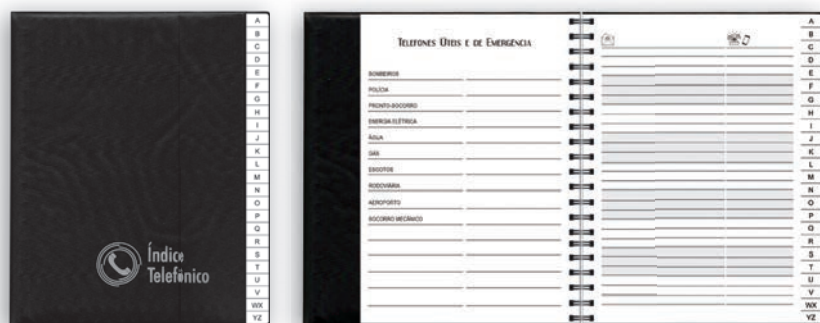 A
B
C
D
E
F
G
H
I
J
K
L
M
N
O
P
Q
R
S
T
U
V
WX
YZ
Índice
Telefônico
TELEFONES ÚTEIS E DE EMERGÊNCIA
BOMBEIROS
POLÍCIA
PRONTO-SOCORRO
ENERGIA ELÉTRICA
ÁGUA
GÁS
ESGOTOS
RODOVIÁRIA
AEROPORTO
SOCORRO MECÂNICO
A
B
C
D
E
F
G
H
I
J
K
L
M
N
O
P
Q
R
S
T
U
V
WX
YZ